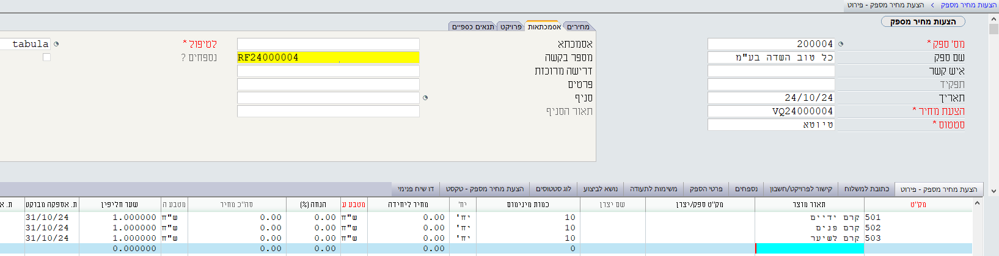 הצעות מחיר מספק > הצעת מחיר מספק - פירוט
הצעות מחיר מספק
מחירים אסמכתאות פרויקט תנאים כספיים
מס' ספק * 200004
שם ספק כל טוב השדה בע"מ
איש קשר
תפקיד
תאריך 24/10/24
הצעת מחיר * VQ24000004
סטטוס * טיוטא
אסמכתא
מספר בקשה RF24000004
דרישה מרוכזת
פרטים
סניף
תאור הסניף
לטיפול * tabula
נספחים ?
הצעת מחיר מספק - פירוט כתובת למשלוח קישור לפרויקט/חשבון נספחים פרטי הספק משימות לתעודה נושא לביצוע לוג סטטוסים הצעת מחיר מספק - טקסט דו שיח פנימי
מק"ט תאור מוצר מק"ט ספק/יצרן שם יצרן כמות מינימום יח' מחיר ליחידה מטבע ע הנחה (%) סה"כ מחיר מטבע ה שער חליפין ת. אספקה מבוקש ת. א
501 קרם ידיים 10 יח' 0.00 ש"ח 0.00 0.00 ש"ח 1.000000 31/10/24
502 קרם פנים 10 יח' 0.00 ש"ח 0.00 0.00 ש"ח 1.000000 31/10/24
503 קרם לשיער 10 יח' 0.00 ש"ח 0.00 0.00 ש"ח 1.000000 31/10/24
0 0.00 0.00 0.00 0.000000